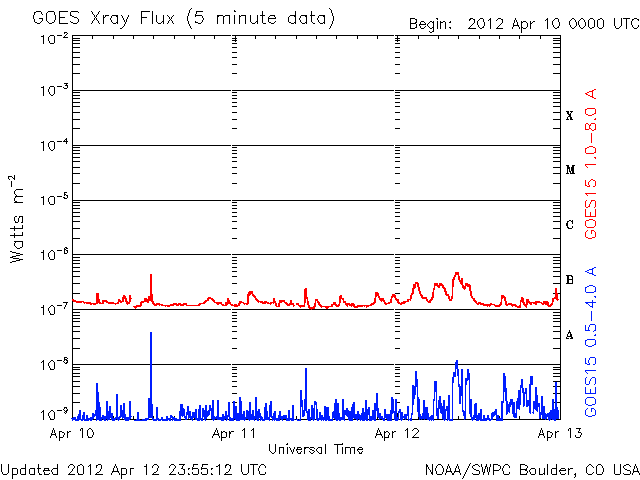 GOES Xray Flux (5 minute data)
Begin: 2012 Apr 10 0000 UTC
10⁻²
10⁻³
10⁻⁴
10⁻⁵
10⁻⁶
10⁻⁷
10⁻⁸
10⁻⁹
Watts m⁻²
X
M
C
B
A
GOES15 1.0-8.0 A
GOES15 0.5-4.0 A
Apr 10
Apr 11
Apr 12
Apr 13
Universal Time
Updated 2012 Apr 12 23:55:12 UTC
NOAA/SWPC Boulder, CO USA